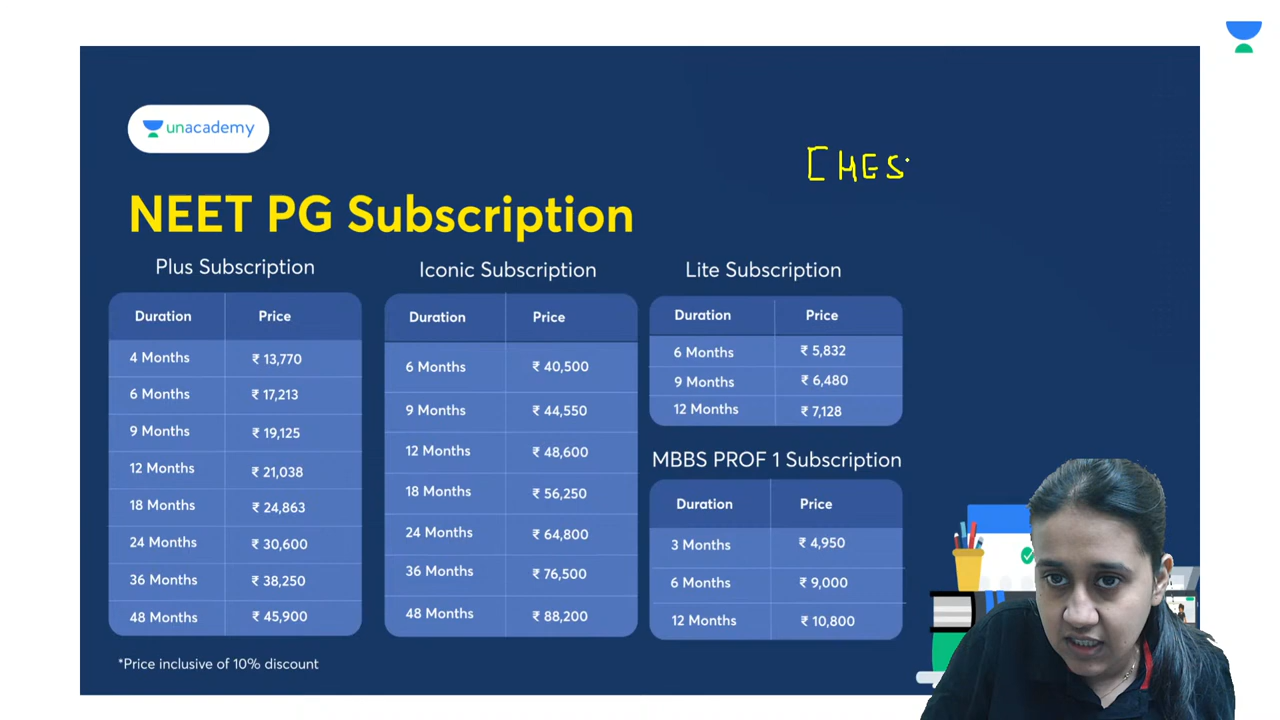 unacademy
[MES
NEET PG Subscription
Plus Subscription
Duration Price
4 Months ₹ 13,770
6 Months ₹ 17,213
9 Months ₹ 19,125
12 Months ₹ 21,038
18 Months ₹ 24,863
24 Months ₹ 30,600
36 Months ₹ 38,250
48 Months ₹ 45,900
*Price inclusive of 10% discount
Iconic Subscription
Duration Price
6 Months ₹ 40,500
9 Months ₹ 44,550
12 Months ₹ 48,600
18 Months ₹ 56,250
24 Months ₹ 64,800
36 Months ₹ 76,500
48 Months ₹ 88,200
Lite Subscription
Duration Price
6 Months ₹ 5,832
9 Months ₹ 6,480
12 Months ₹ 7,128
MBBS PROF 1 Subscription
Duration Price
3 Months ₹ 4,950
6 Months ₹ 9,000
12 Months ₹ 10,800